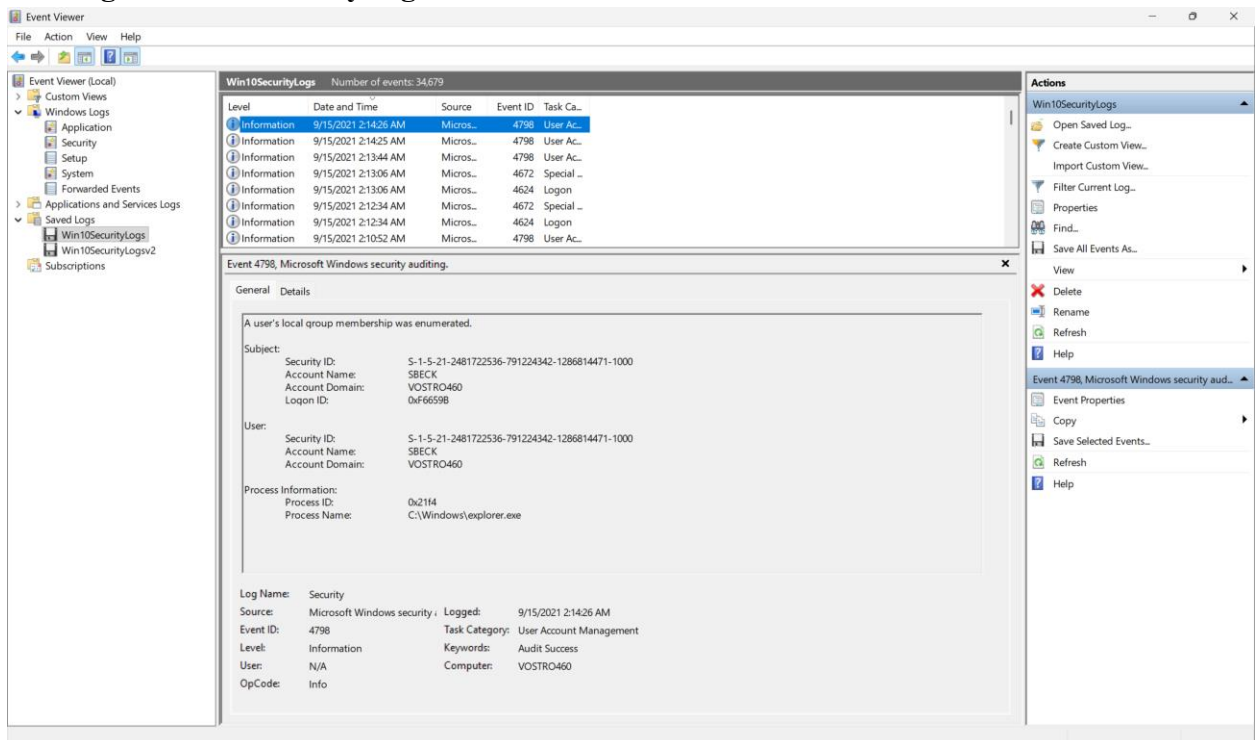 Event Viewer
File Action View Help
Event Viewer (Local)
Custom Views
Windows Logs
Application
Security
Setup
System
Forwarded Events
Applications and Services Logs
Saved Logs
Win10SecurityLogs
Win10SecurityLogsv2
Subscriptions
Win10SecurityLogs Number of events: 34,679
Level Date and Time Source Event ID Task Ca...
Information 9/15/2021 2:14:26 AM Micros... 4798 User Ac...
Information 9/15/2021 2:14:25 AM Micros... 4798 User Ac...
Information 9/15/2021 2:13:44 AM Micros... 4798 User Ac...
Information 9/15/2021 2:13:06 AM Micros... 4672 Special ...
Information 9/15/2021 2:13:06 AM Micros... 4624 Logon
Information 9/15/2021 2:12:34 AM Micros... 4672 Special ...
Information 9/15/2021 2:12:34 AM Micros... 4624 Logon
Information 9/15/2021 2:10:52 AM Micros... 4798 User Ac...
Event 4798, Microsoft Windows security auditing.
General Details
A user's local group membership was enumerated.
Subject:
Security ID: S-1-5-21-2481722536-791224342-1286814471-1000
Account Name: SBECK
Account Domain: VOSTRO460
Logon ID: 0xF6659B
User:
Security ID: S-1-5-21-2481722536-791224342-1286814471-1000
Account Name: SBECK
Account Domain: VOSTRO460
Process Information:
Process ID: 0x21f4
Process Name: C:\Windows\explorer.exe
Log Name: Security
Source: Microsoft Windows security Logged: 9/15/2021 2:14:26 AM
Event ID: 4798 Task Category: User Account Management
Level: Information Keywords: Audit Success
User: N/A Computer: VOSTRO460
OpCode: Info
Actions
Win10SecurityLogs
Open Saved Log...
Create Custom View...
Import Custom View...
Filter Current Log...
Properties
Find...
Save All Events As...
View
Delete
Rename
Refresh
Help
Event 4798, Microsoft Windows security aud...
Event Properties
Copy
Save Selected Events...
Refresh
Help